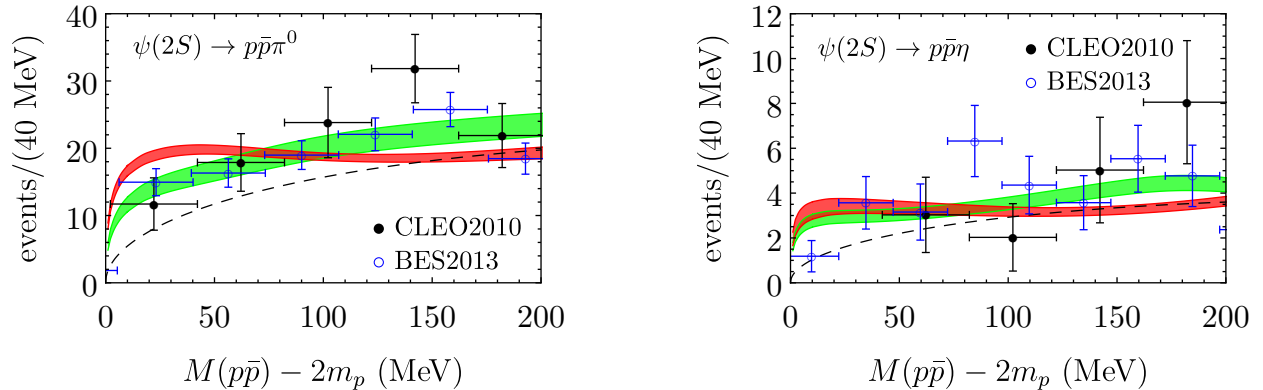 ψ(2S) → pp̄π⁰
events/(40 MeV)
40
30
20
10
0
CLEO2010
BES2013
0 50 100 150 200
M(pp̄) − 2mₚ (MeV)
ψ(2S) → pp̄η
CLEO2010
BES2013
events/(40 MeV)
12
10
8
6
4
2
0
0 50 100 150 200
M(pp̄) − 2mₚ (MeV)